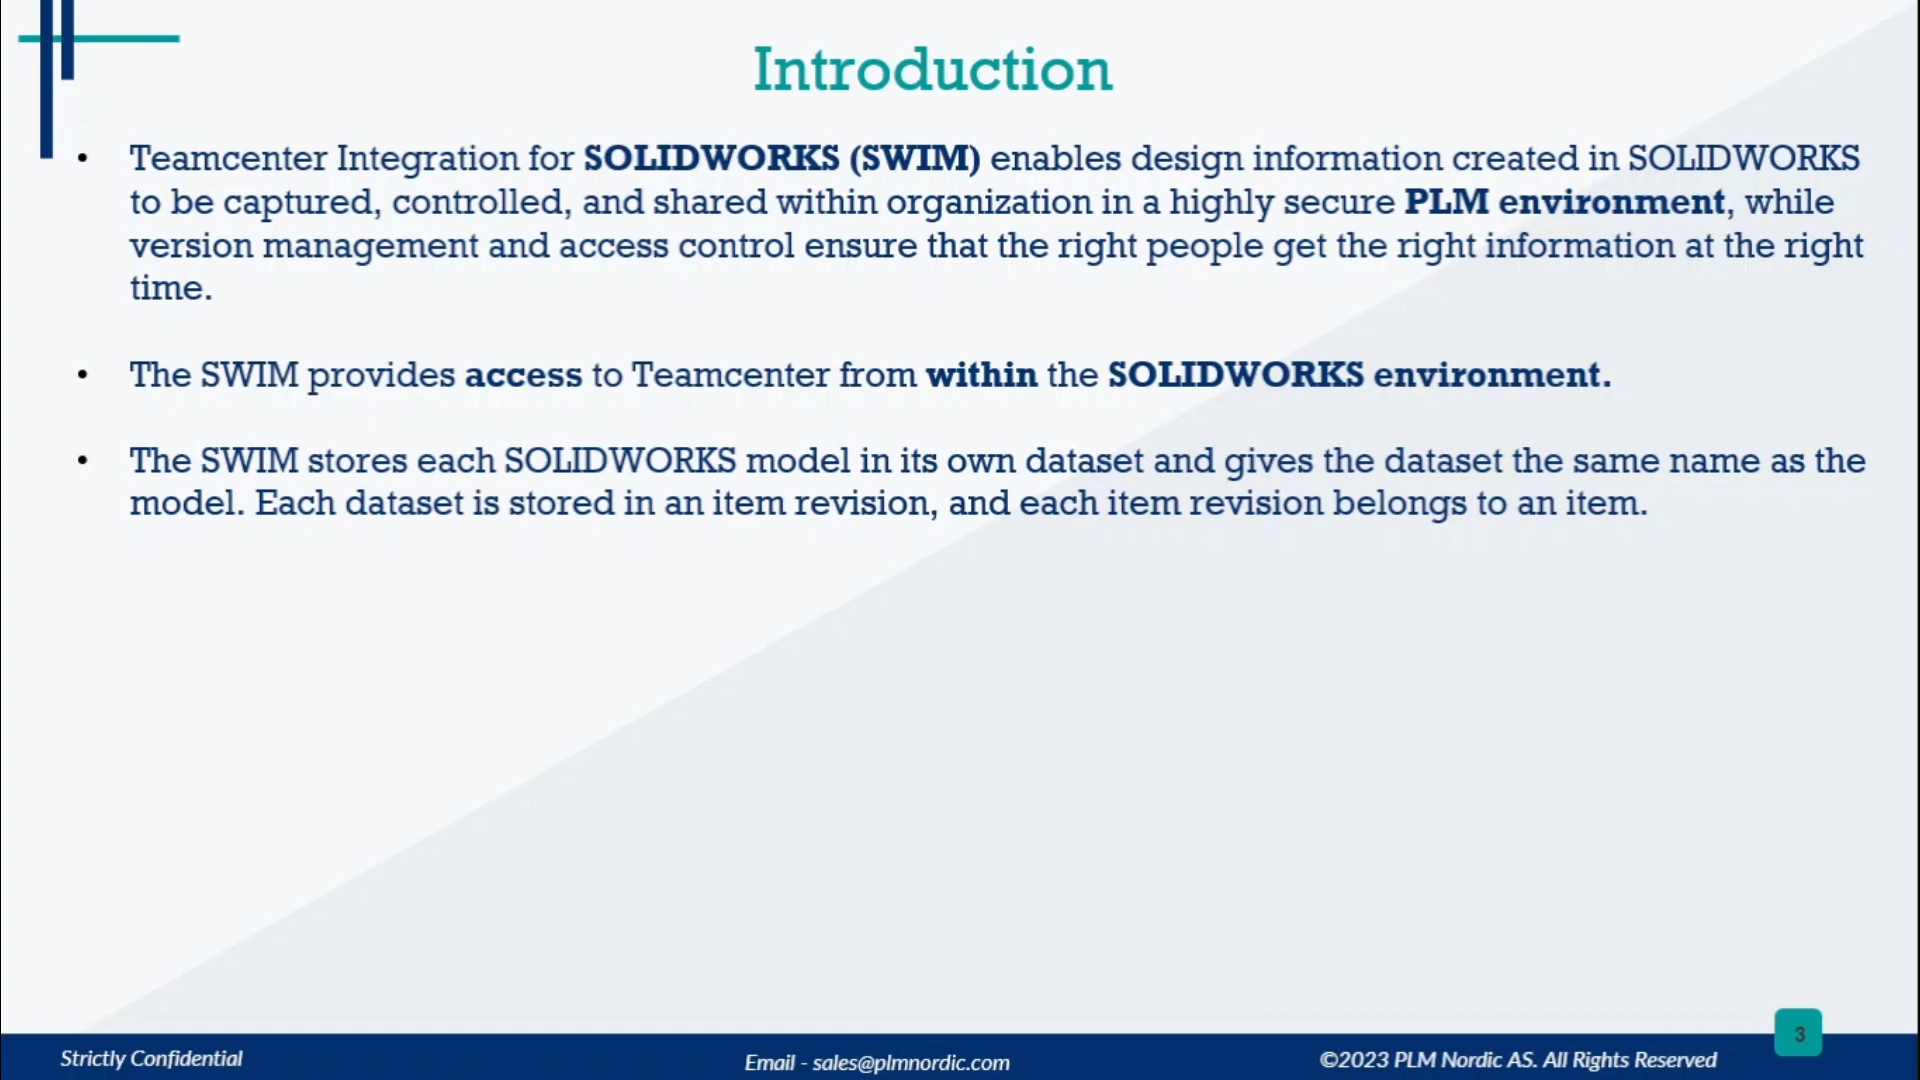 Introduction
• Teamcenter Integration for SOLIDWORKS (SWIM) enables design information created in SOLIDWORKS
to be captured, controlled, and shared within organization in a highly secure PLM environment, while
version management and access control ensure that the right people get the right information at the right
time.
• The SWIM provides access to Teamcenter from within the SOLIDWORKS environment.
• The SWIM stores each SOLIDWORKS model in its own dataset and gives the dataset the same name as the
model. Each dataset is stored in an item revision, and each item revision belongs to an item.
3
Strictly Confidential
Email - sales@plmnordic.com
©2023 PLM Nordic AS. All Rights Reserved